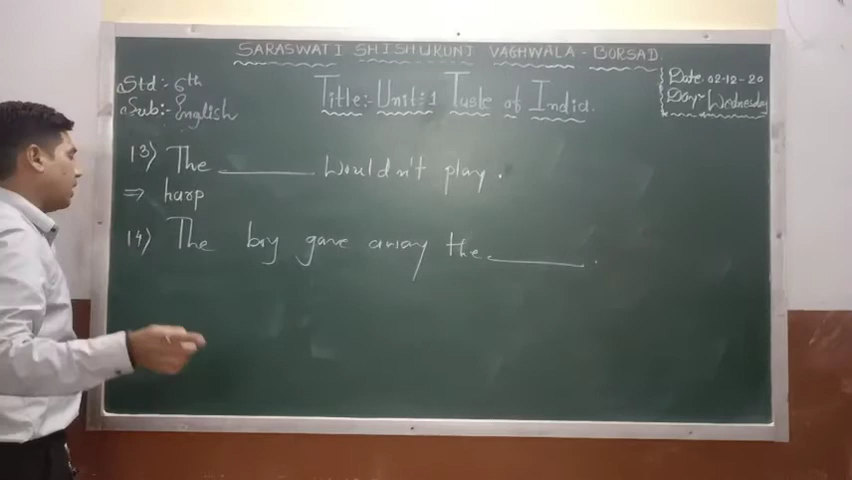 SARASWATI SHISHUKUNJ VAGHWALA - BORSAD.
Std:- 6th
Sub:- English
Title:- Unit:1 Taste of India.
Date. 02-12-20
Day- Wednesday
13) The ______ Wouldn't play.
⇒ harp
14) The boy gave away the ______.